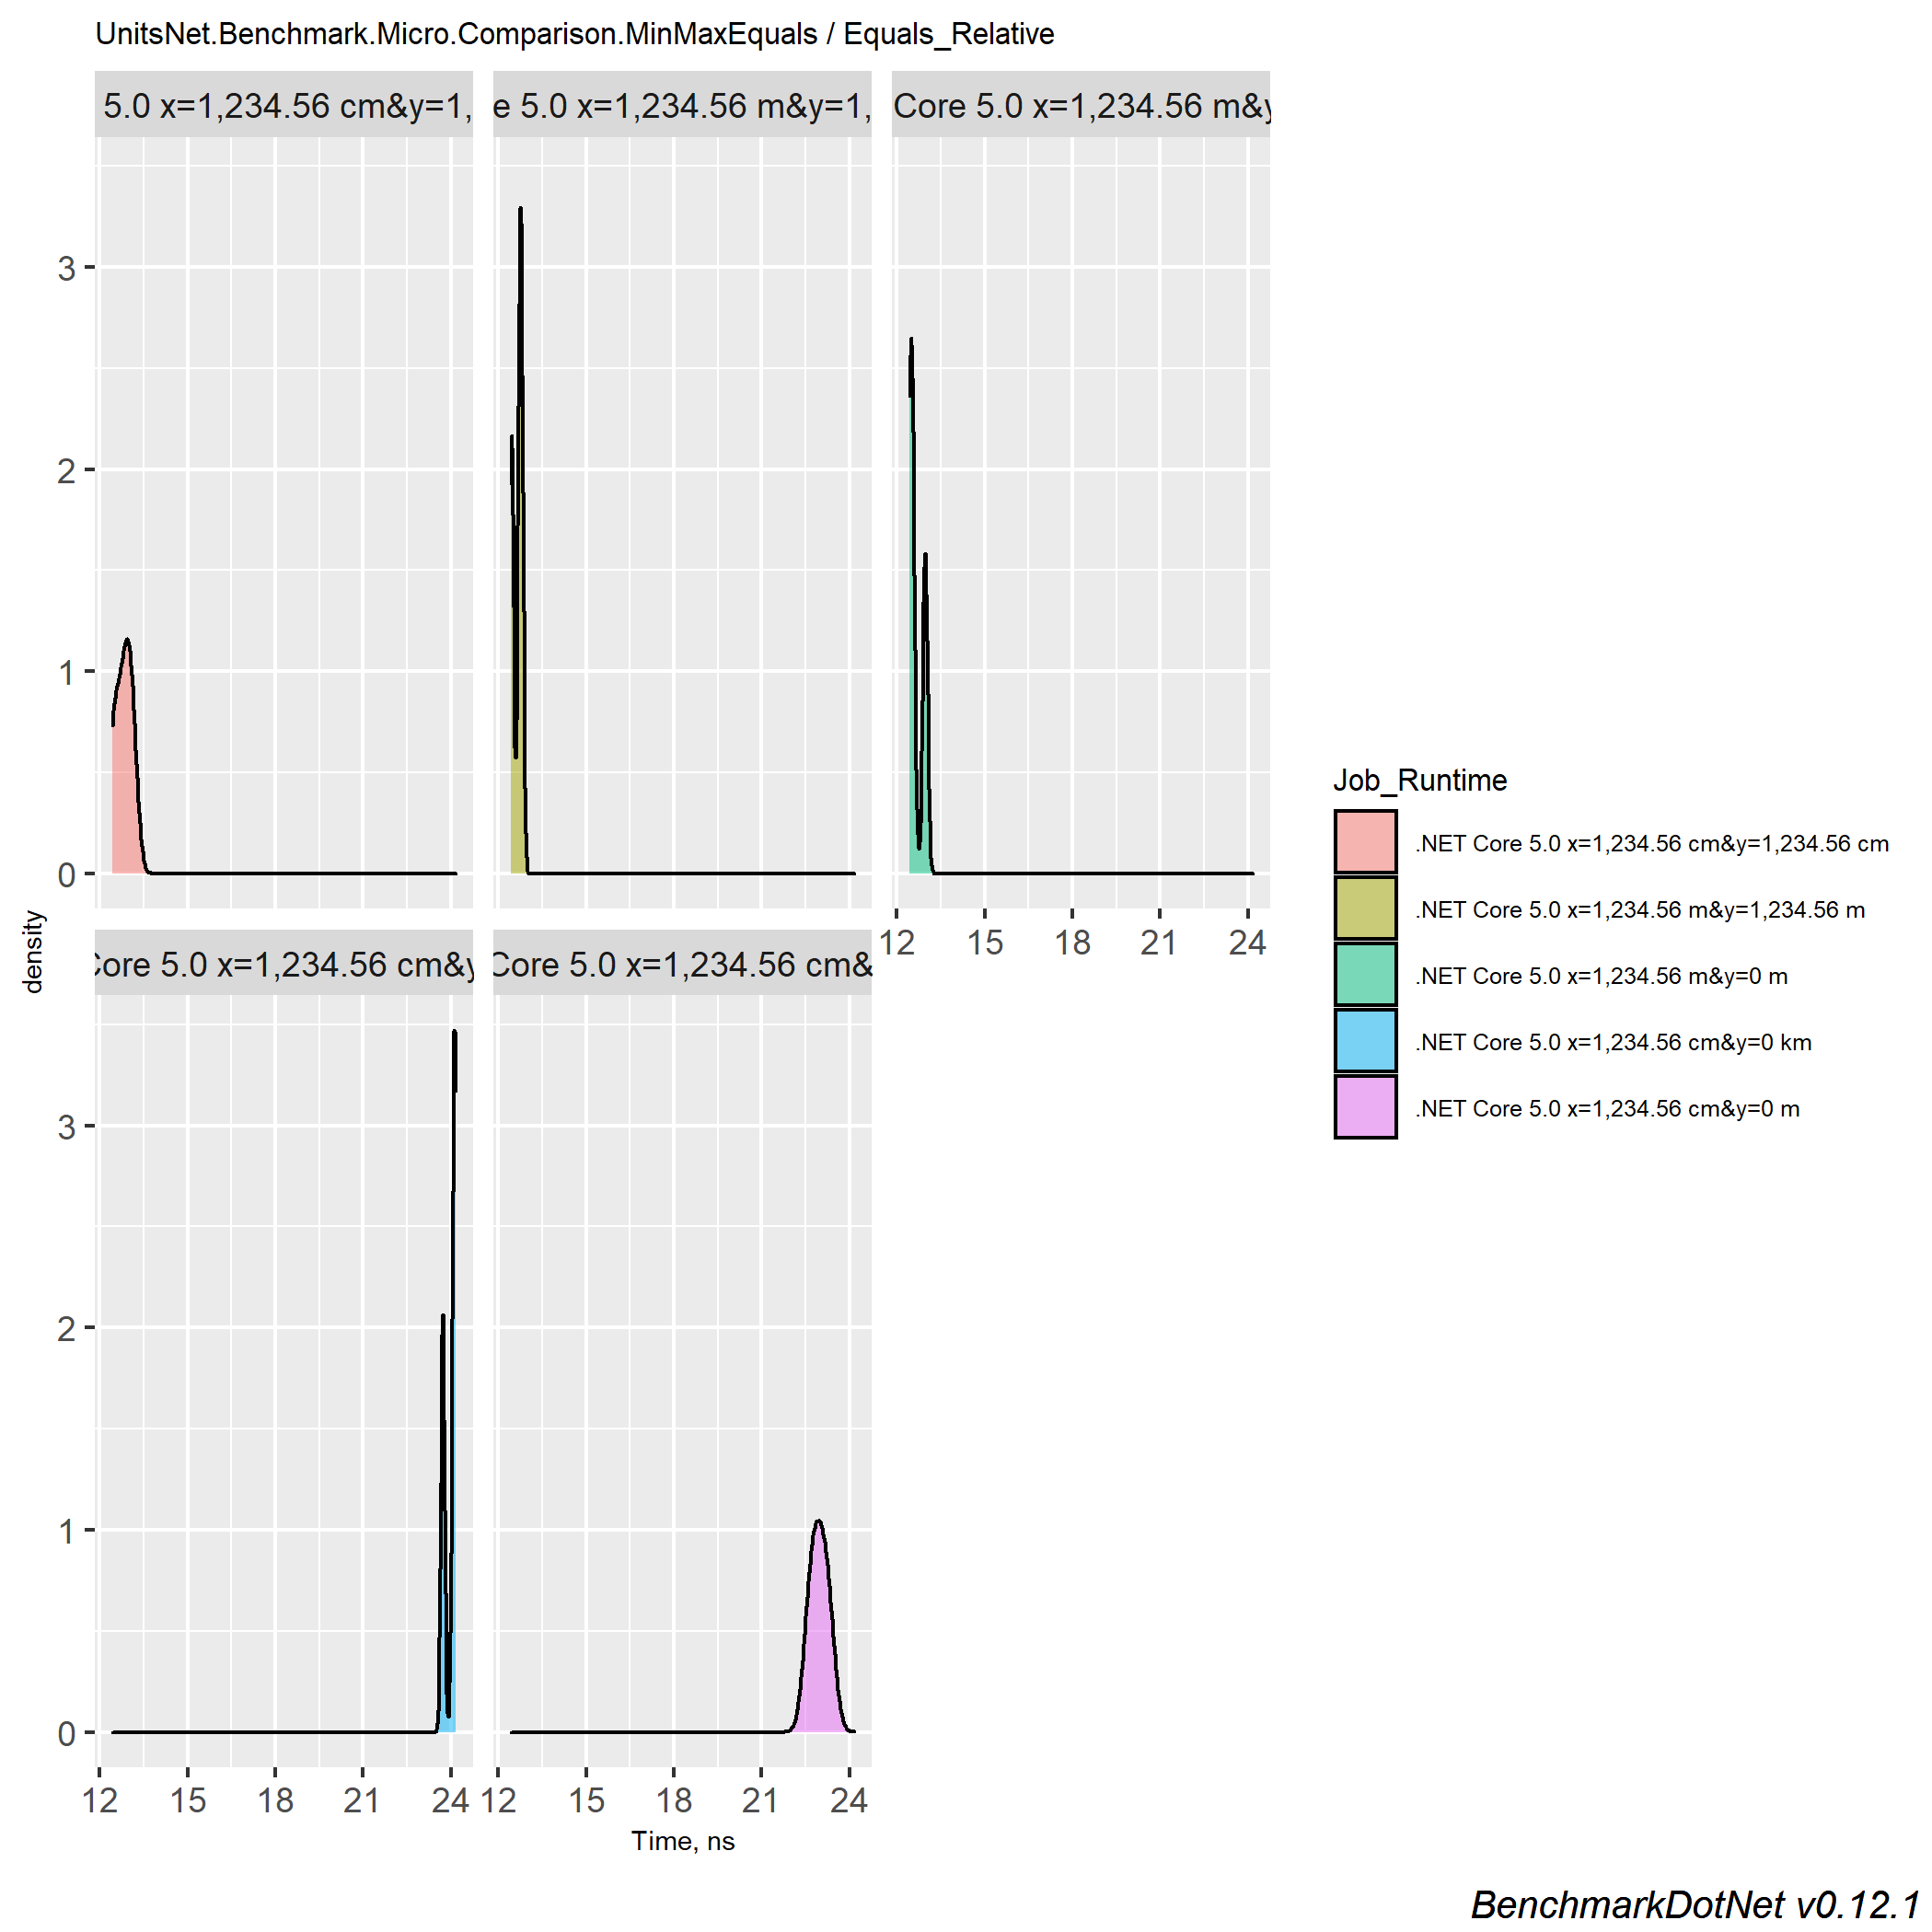 UnitsNet.Benchmark.Micro.Comparison.MinMaxEquals / Equals_Relative
5.0 x=1,234.56 cm&y=1,
e 5.0 x=1,234.56 m&y=1,
Core 5.0 x=1,234.56 m&y
3
2
1
0
12 15 18 21 24
density
Core 5.0 x=1,234.56 cm&y
Core 5.0 x=1,234.56 cm&
3
2
1
0
12 15 18 21 24
12 15 18 21 24
Time, ns
Job_Runtime
.NET Core 5.0 x=1,234.56 cm&y=1,234.56 cm
.NET Core 5.0 x=1,234.56 m&y=1,234.56 m
.NET Core 5.0 x=1,234.56 m&y=0 m
.NET Core 5.0 x=1,234.56 cm&y=0 km
.NET Core 5.0 x=1,234.56 cm&y=0 m
BenchmarkDotNet v0.12.1